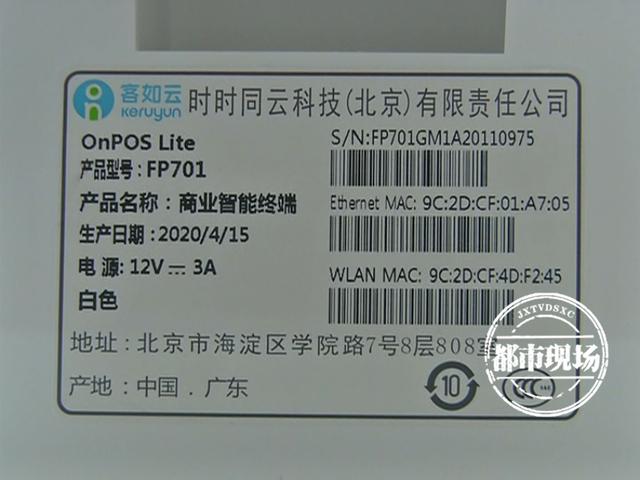 客如云
keruyun
时时同云科技(北京)有限责任公司
OnPOS Lite
S/N:FP701GM1A20110975
产品型号:FP701
产品名称:商业智能终端
Ethernet MAC: 9C:2D:CF:01:A7:05
生产日期:2020/4/15
电 源: 12V 3A
WLAN MAC: 9C:2D:CF:4D:F2:45
白色
地址:北京市海淀区学院路7号8层808室
产地:中国.广东
10
JXTVDSXC
都市现场